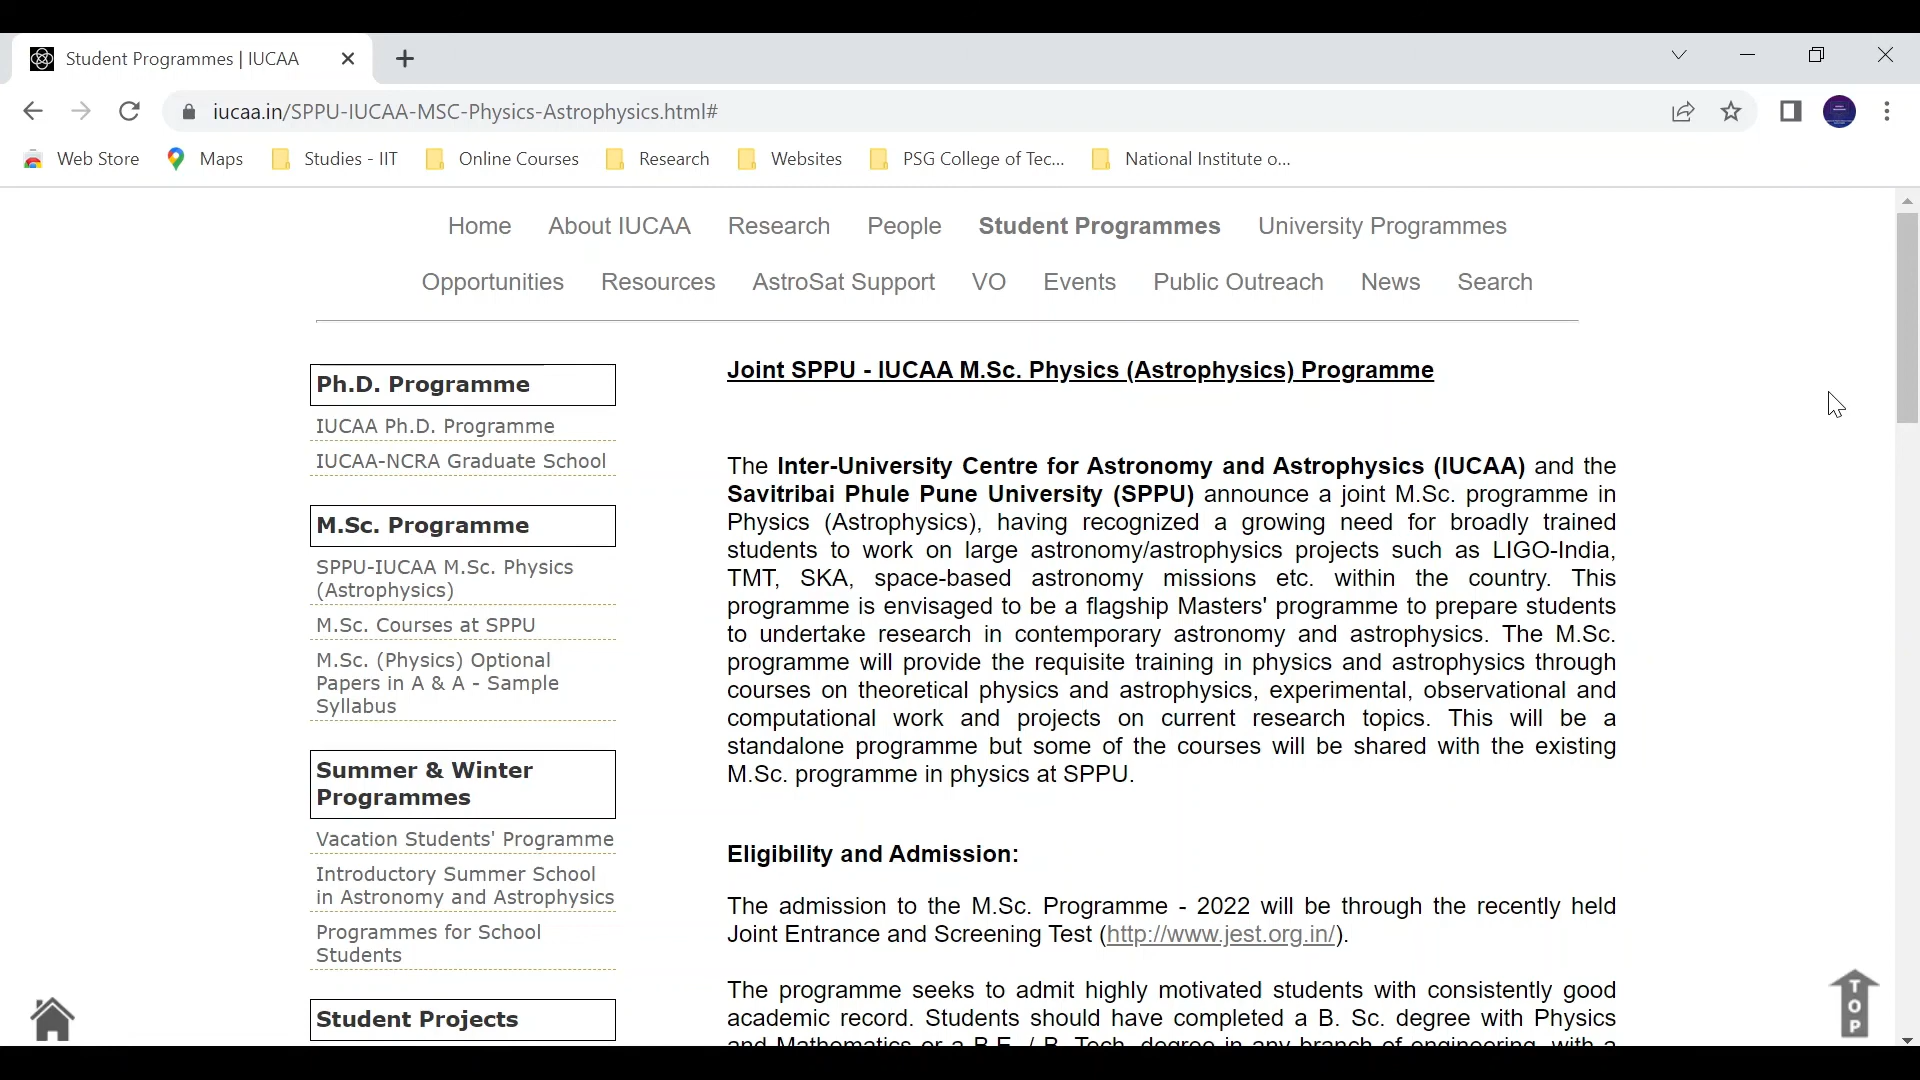 Student Programmes | IUCAA
iucaa.in/SPPU-IUCAA-MSC-Physics-Astrophysics.html#
Web Store Maps Studies - IIT Online Courses Research Websites PSG College of Tec... National Institute o...
Home About IUCAA Research People Student Programmes University Programmes
Opportunities Resources AstroSat Support VO Events Public Outreach News Search
Ph.D. Programme
IUCAA Ph.D. Programme
IUCAA-NCRA Graduate School
M.Sc. Programme
SPPU-IUCAA M.Sc. Physics
(Astrophysics)
M.Sc. Courses at SPPU
M.Sc. (Physics) Optional
Papers in A & A - Sample
Syllabus
Summer & Winter
Programmes
Vacation Students' Programme
Introductory Summer School
in Astronomy and Astrophysics
Programmes for School
Students
Student Projects
Joint SPPU - IUCAA M.Sc. Physics (Astrophysics) Programme
The Inter-University Centre for Astronomy and Astrophysics (IUCAA) and the
Savitribai Phule Pune University (SPPU) announce a joint M.Sc. programme in
Physics (Astrophysics), having recognized a growing need for broadly trained
students to work on large astronomy/astrophysics projects such as LIGO-India,
TMT, SKA, space-based astronomy missions etc. within the country. This
programme is envisaged to be a flagship Masters' programme to prepare students
to undertake research in contemporary astronomy and astrophysics. The M.Sc.
programme will provide the requisite training in physics and astrophysics through
courses on theoretical physics and astrophysics, experimental, observational and
computational work and projects on current research topics. This will be a
standalone programme but some of the courses will be shared with the existing
M.Sc. programme in physics at SPPU.
Eligibility and Admission:
The admission to the M.Sc. Programme - 2022 will be through the recently held
Joint Entrance and Screening Test (http://www.jest.org.in/).
The programme seeks to admit highly motivated students with consistently good
academic record. Students should have completed a B. Sc. degree with Physics
and Mathematics or a B.E. / B. Tech. degree in any branch of engineering, with a
TOP